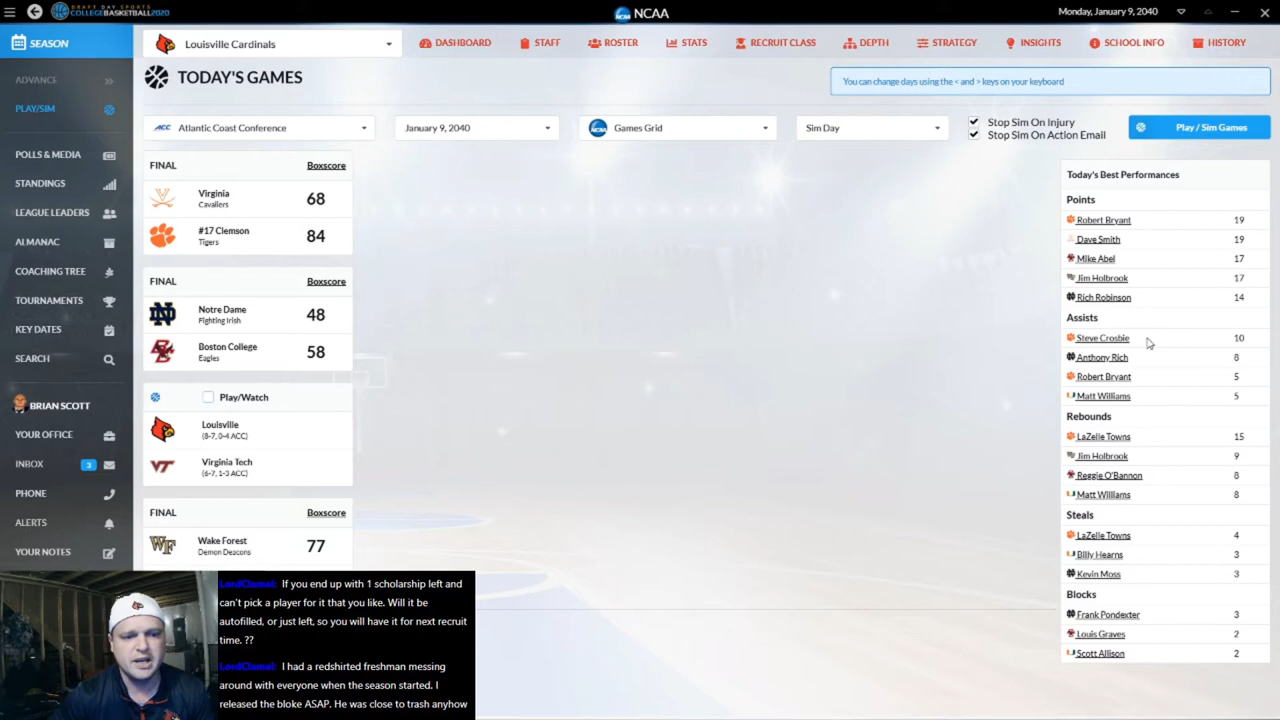 DRAFT DAY SPORTS
COLLEGE BASKETBALL 2020
NCAA
Monday, January 9, 2040
SEASON
Louisville Cardinals
DASHBOARD
STAFF
ROSTER
STATS
RECRUIT CLASS
DEPTH
STRATEGY
INSIGHTS
SCHOOL INFO
HISTORY
ADVANCE
PLAY/SIM
POLLS & MEDIA
STANDINGS
LEAGUE LEADERS
ALMANAC
COACHING TREE
TOURNAMENTS
KEY DATES
SEARCH
BRIAN SCOTT
YOUR OFFICE
INBOX 3
PHONE
ALERTS
YOUR NOTES
TODAY'S GAMES
You can change days using the < and > keys on your keyboard
ACC Atlantic Coast Conference
January 9, 2040
NCAA Games Grid
Sim Day
Stop Sim On Injury
Stop Sim On Action Email
Play / Sim Games
FINAL Boxscore
Virginia
Cavaliers
68
#17 Clemson
Tigers
84
FINAL Boxscore
Notre Dame
Fighting Irish
48
Boston College
Eagles
58
Play/Watch
Louisville
(8-7, 0-4 ACC)
Virginia Tech
(6-7, 1-3 ACC)
FINAL Boxscore
Wake Forest
Demon Deacons
77
Today's Best Performances
Points
Robert Bryant 19
Dave Smith 19
Mike Abel 17
Jim Holbrook 17
Rich Robinson 14
Assists
Steve Crosbie 10
Anthony Rich 8
Robert Bryant 5
Matt Williams 5
Rebounds
LaZelle Towns 15
Jim Holbrook 9
Reggie O'Bannon 8
Matt Williams 8
Steals
LaZelle Towns 4
Billy Hearns 3
Kevin Moss 3
Blocks
Frank Pondexter 3
Louis Graves 2
Scott Allison 2
LordClamel: If you end up with 1 scholarship left and
can't pick a player for it that you like. Will it be
autofilled, or just left, so you will have it for next recruit
time. ??
LordClamel: I had a redshirted freshman messing
around with everyone when the season started. I
released the bloke ASAP. He was close to trash anyhow